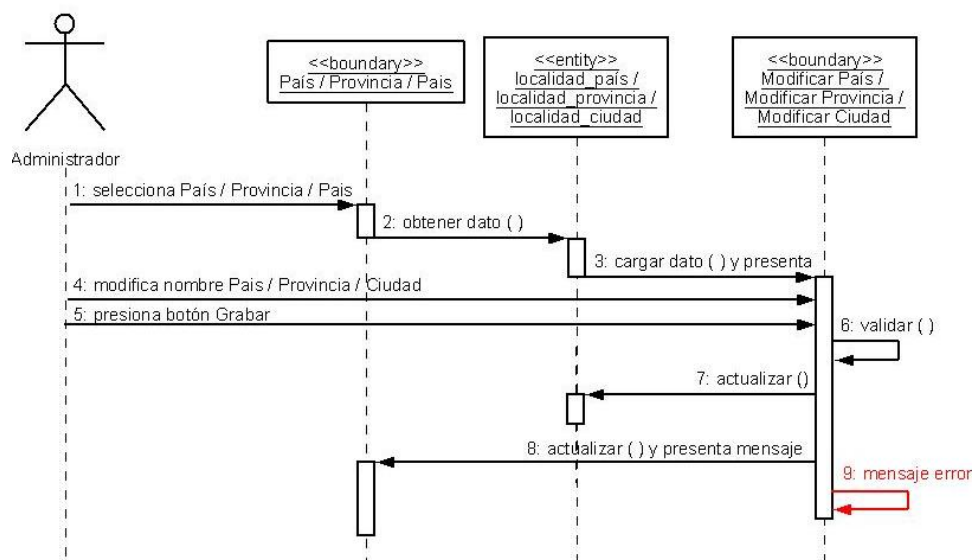 <<boundary>>
País / Provincia / Pais
<<entity>>
localidad_país /
localidad_provincia /
localidad_ciudad
<<boundary>>
Modificar País /
Modificar Provincia /
Modificar Ciudad
Administrador
1: selecciona País / Provincia / Pais
2: obtener dato ( )
3: cargar dato ( ) y presenta
4: modifica nombre Pais / Provincia / Ciudad
5: presiona botón Grabar
6: validar ( )
7: actualizar ()
8: actualizar ( ) y presenta mensaje
9: mensaje error